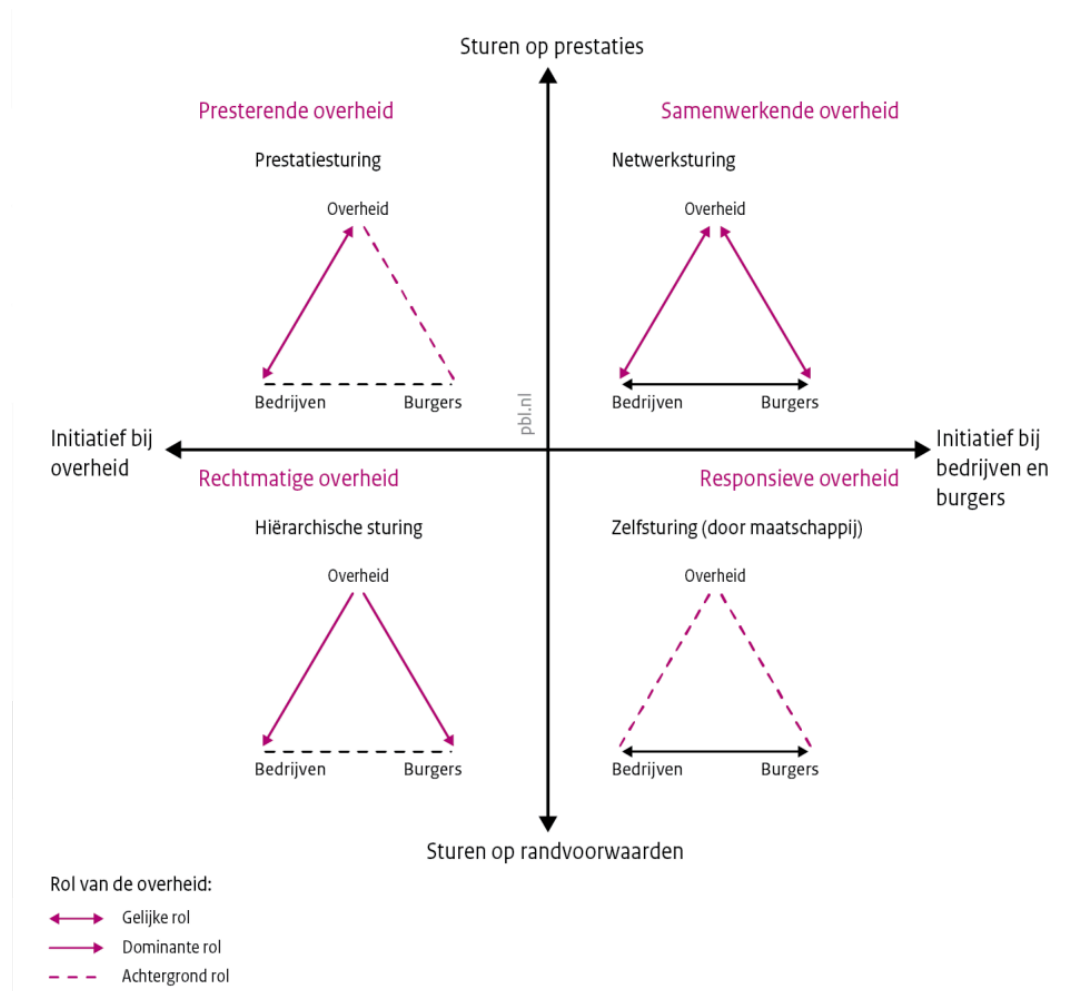 Sturen op prestaties
Presterende overheid
Samenwerkende overheid
Prestatiesturing
Netwerksturing
Overheid
Overheid
Bedrijven
Burgers
Bedrijven
Burgers
pbl.nl
Initiatief bij
overheid
Initiatief bij
bedrijven en
burgers
Rechtmatige overheid
Responsieve overheid
Hiërarchische sturing
Zelfsturing (door maatschappij)
Overheid
Overheid
Bedrijven
Burgers
Bedrijven
Burgers
Sturen op randvoorwaarden
Rol van de overheid:
Gelijke rol
Dominante rol
Achtergrond rol